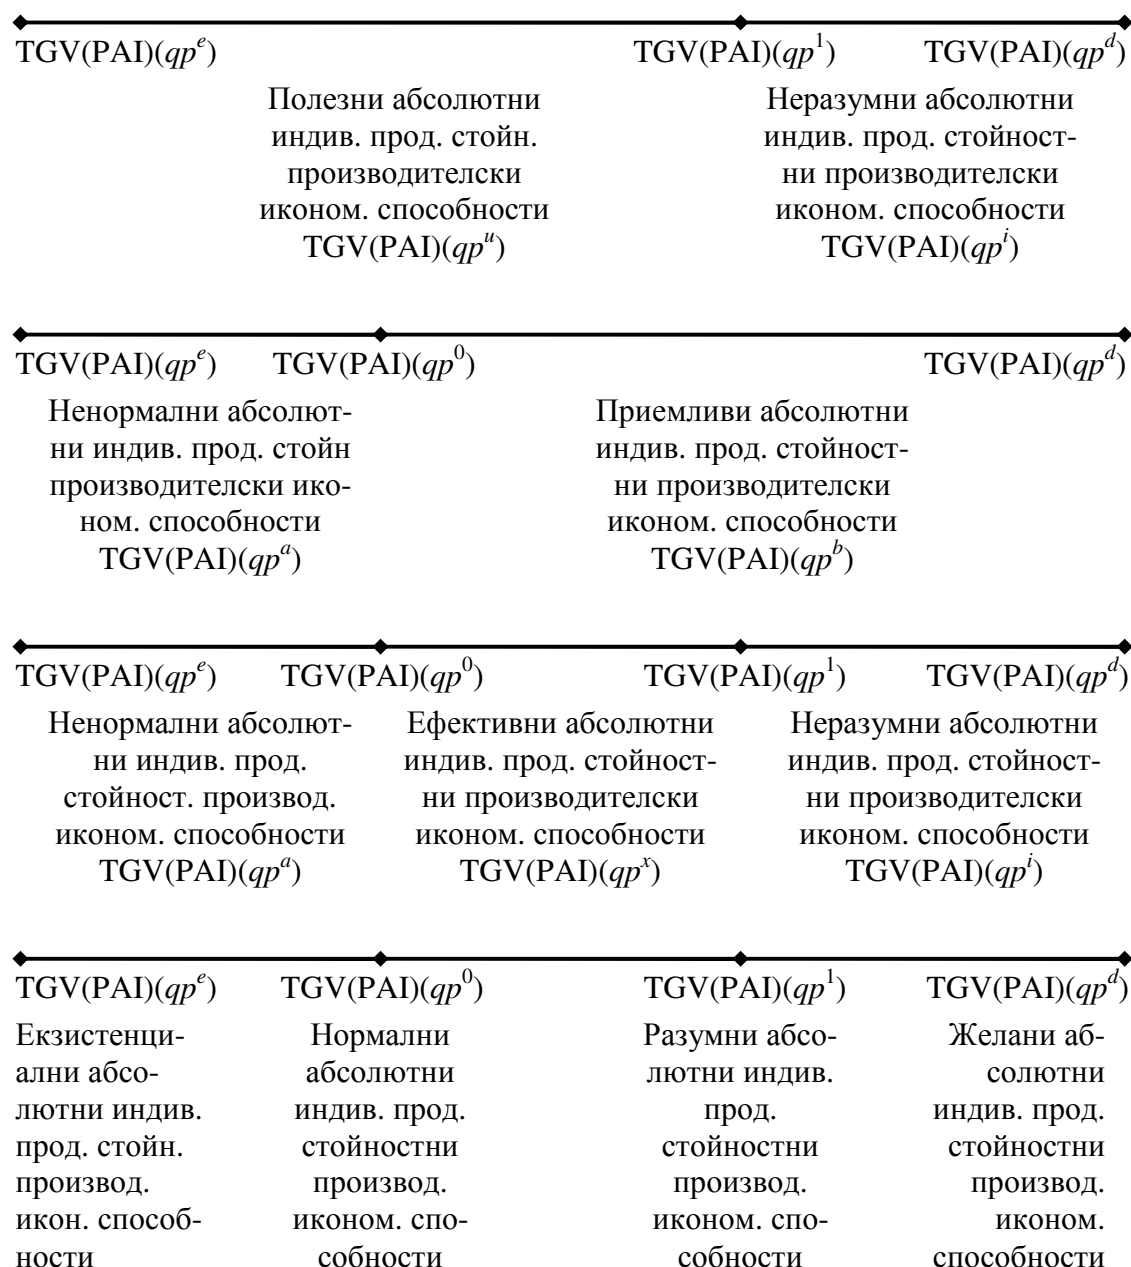 TGV(PAI)(qp^e) TGV(PAI)(qp^1) TGV(PAI)(qp^d)
Полезни абсолютни
индив. прод. стойн.
производителски
иконом. способности
TGV(PAI)(qp^u)
Неразумни абсолютни
индив. прод. стойност-
ни производителски
иконом. способности
TGV(PAI)(qp^i)
TGV(PAI)(qp^e) TGV(PAI)(qp^0) TGV(PAI)(qp^d)
Ненормални абсолют-
ни индив. прод. стойн
производителски ико-
ном. способности
TGV(PAI)(qp^a)
Приемливи абсолютни
индив. прод. стойност-
ни производителски
иконом. способности
TGV(PAI)(qp^b)
TGV(PAI)(qp^e) TGV(PAI)(qp^0) TGV(PAI)(qp^1) TGV(PAI)(qp^d)
Ненормални абсолют-
ни индив. прод.
стойност. производ.
иконом. способности
TGV(PAI)(qp^a)
Ефективни абсолютни
индив. прод. стойност-
ни производителски
иконом. способности
TGV(PAI)(qp^x)
Неразумни абсолютни
индив. прод. стойност-
ни производителски
иконом. способности
TGV(PAI)(qp^i)
TGV(PAI)(qp^e) TGV(PAI)(qp^0) TGV(PAI)(qp^1) TGV(PAI)(qp^d)
Екзистенци-
ални абсо-
лютни индив.
прод. стойн.
производ.
икон. способ-
ности
Нормални
абсолютни
индив. прод.
стойностни
производ.
иконом. спо-
собности
Разумни абсо-
лютни индив.
прод.
стойностни
производ.
иконом. спо-
собности
Желани аб-
солютни
индив. прод.
стойностни
производ.
иконом.
способности